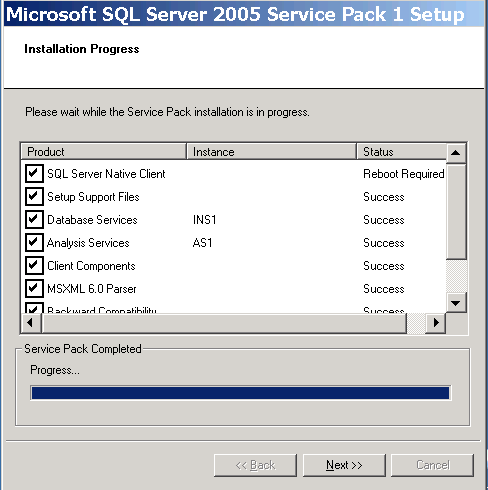 Microsoft SQL Server 2005 Service Pack 1 Setup
Installation Progress
Please wait while the Service Pack installation is in progress.
Product Instance Status
SQL Server Native Client Reboot Required
Setup Support Files Success
Database Services INS1 Success
Analysis Services AS1 Success
Client Components Success
MSXML 6.0 Parser Success
Backward Compatibility Success
Service Pack Completed
Progress...
<< Back Next >> Cancel